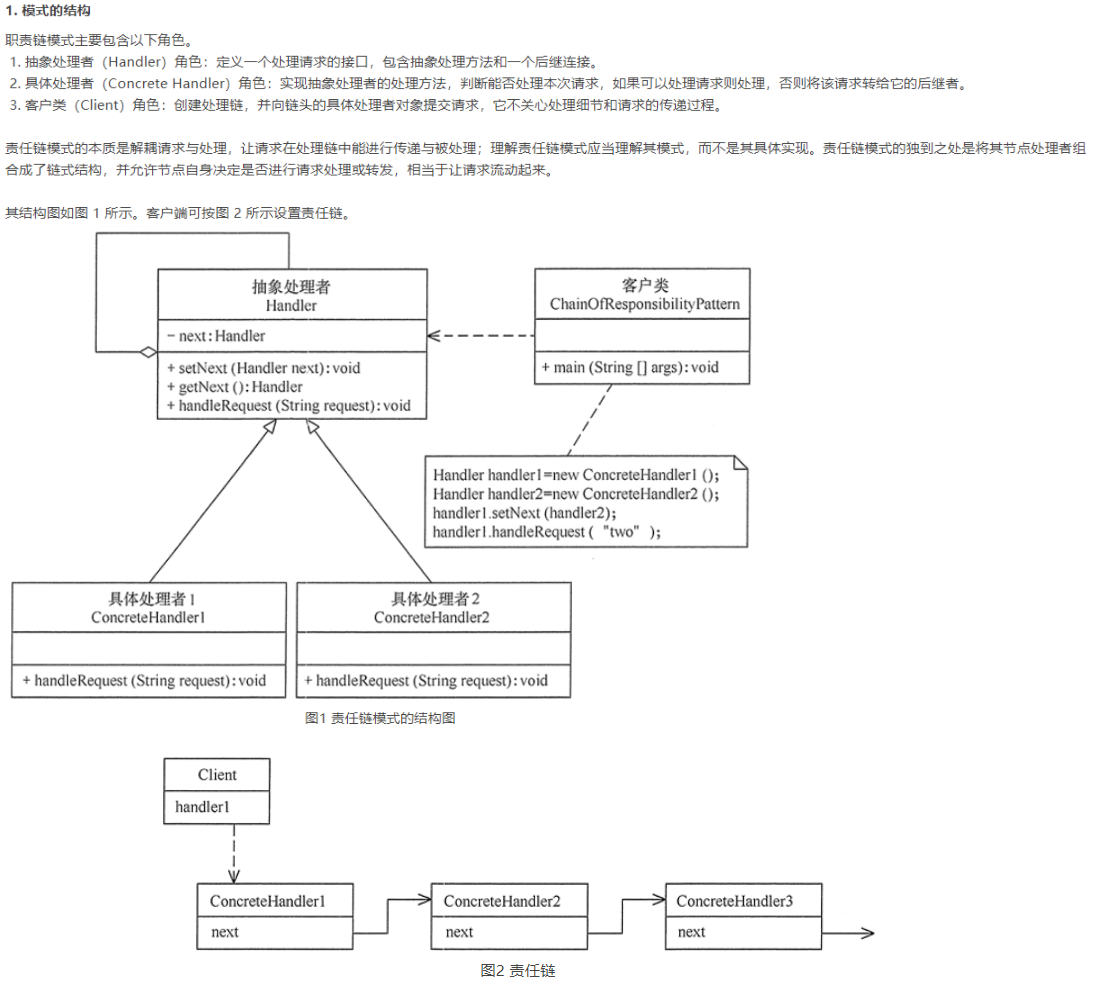 1. 模式的结构
职责链模式主要包含以下角色。
1. 抽象处理者（Handler）角色：定义一个处理请求的接口，包含抽象处理方法和一个后继连接。
2. 具体处理者（Concrete Handler）角色：实现抽象处理者的处理方法，判断能否处理本次请求，如果可以处理请求则处理，否则将该请求转给它的后继者。
3. 客户类（Client）角色：创建处理链，并向链头的具体处理者对象提交请求，它不关心处理细节和请求的传递过程。
责任链模式的本质是解耦请求与处理，让请求在处理链中能进行传递与被处理；理解责任链模式应当理解其模式，而不是其具体实现。责任链模式的独到之处是将其节点处理者组
合成了链式结构，并允许节点自身决定是否进行请求处理或转发，相当于让请求流动起来。
其结构图如图 1 所示。客户端可按图 2 所示设置责任链。
抽象处理者
Handler
- next:Handler
+ setNext (Handler next):void
+ getNext ():Handler
+ handleRequest (String request):void
客户类
ChainOfResponsibilityPattern
+ main (String [] args):void
Handler handler1=new ConcreteHandler1 ();
Handler handler2=new ConcreteHandler2 ();
handler1.setNext (handler2);
handler1.handleRequest ( "two" );
具体处理者1
ConcreteHandler1
+ handleRequest (String request):void
具体处理者2
ConcreteHandler2
+ handleRequest (String request):void
图1 责任链模式的结构图
Client
handler1
ConcreteHandler1
next
ConcreteHandler2
next
ConcreteHandler3
next
图2 责任链